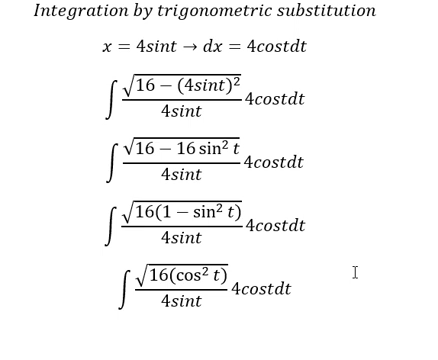 Integration by trigonometric substitution
x = 4sint → dx = 4costdt
∫ √(16 − (4sint)²) / 4sint 4costdt
∫ √(16 − 16 sin² t) / 4sint 4costdt
∫ √(16(1 − sin² t)) / 4sint 4costdt
∫ √(16(cos² t)) / 4sint 4costdt